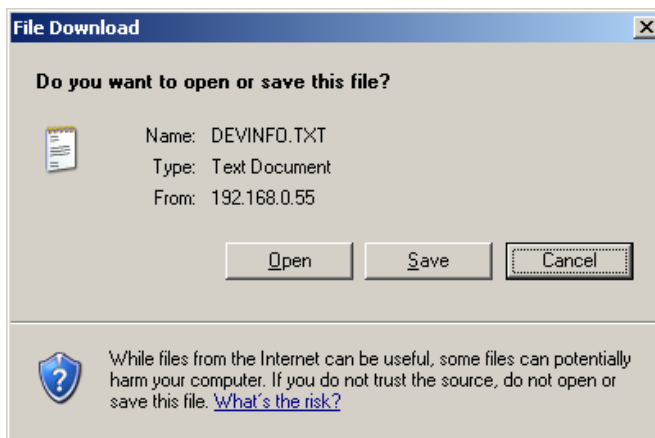 File Download
Do you want to open or save this file?
Name: DEVINFO.TXT
Type: Text Document
From: 192.168.0.55
Open Save Cancel
While files from the Internet can be useful, some files can potentially
harm your computer. If you do not trust the source, do not open or
save this file. What's the risk?